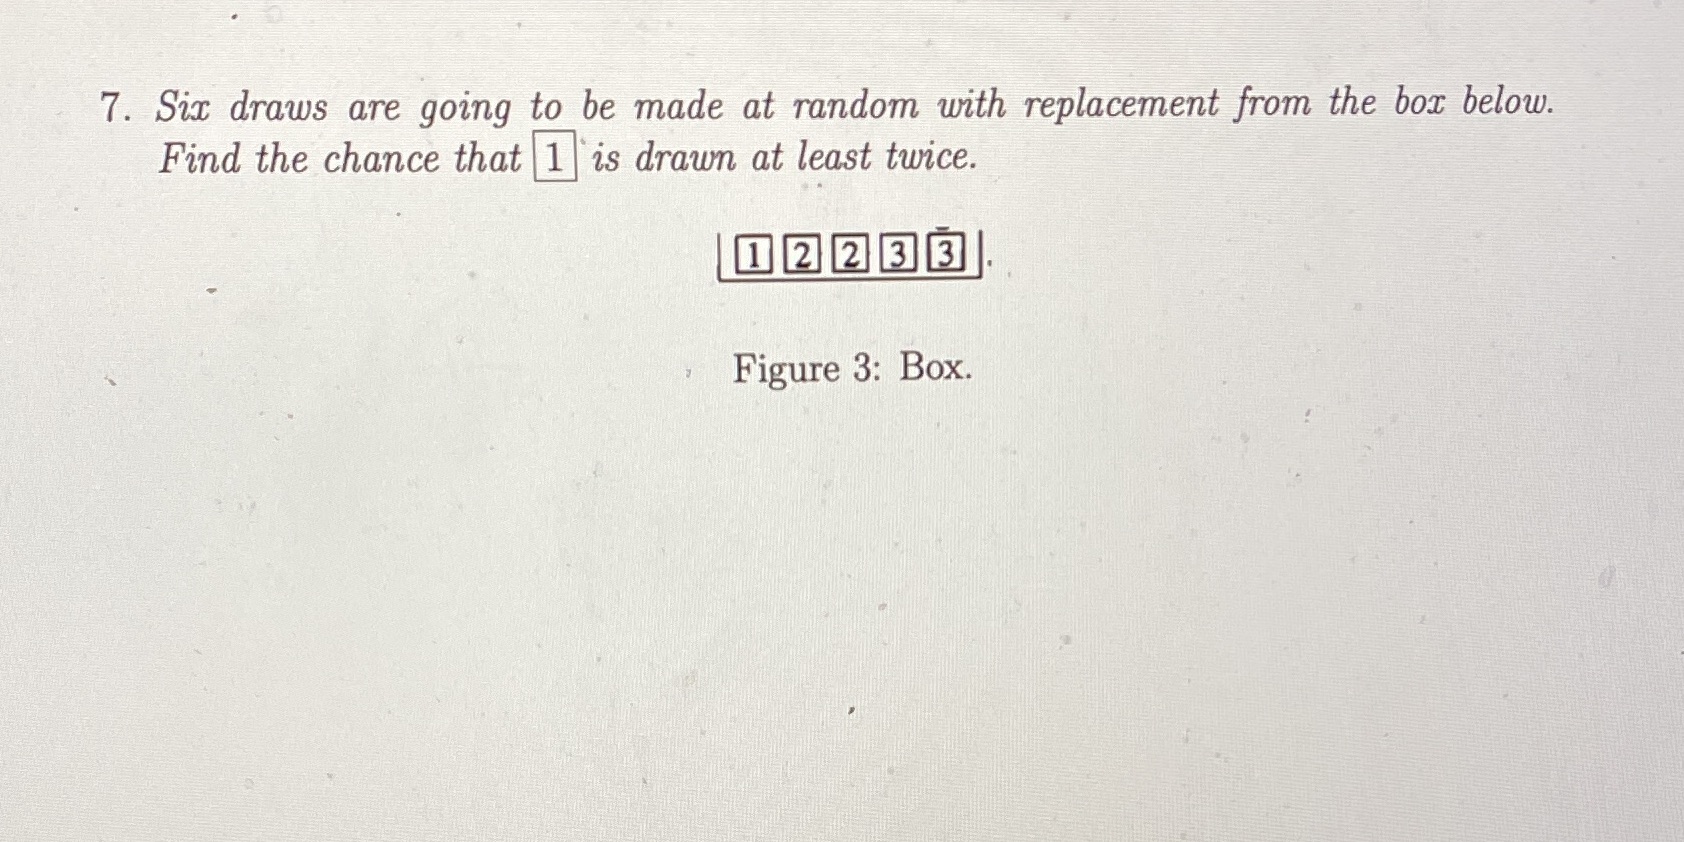 7. Six draws are going to be made at random with replacement from the box below.
Find the chance that 1 is drawn at least twice.
1 2 2 3 3 .
Figure 3: Box.